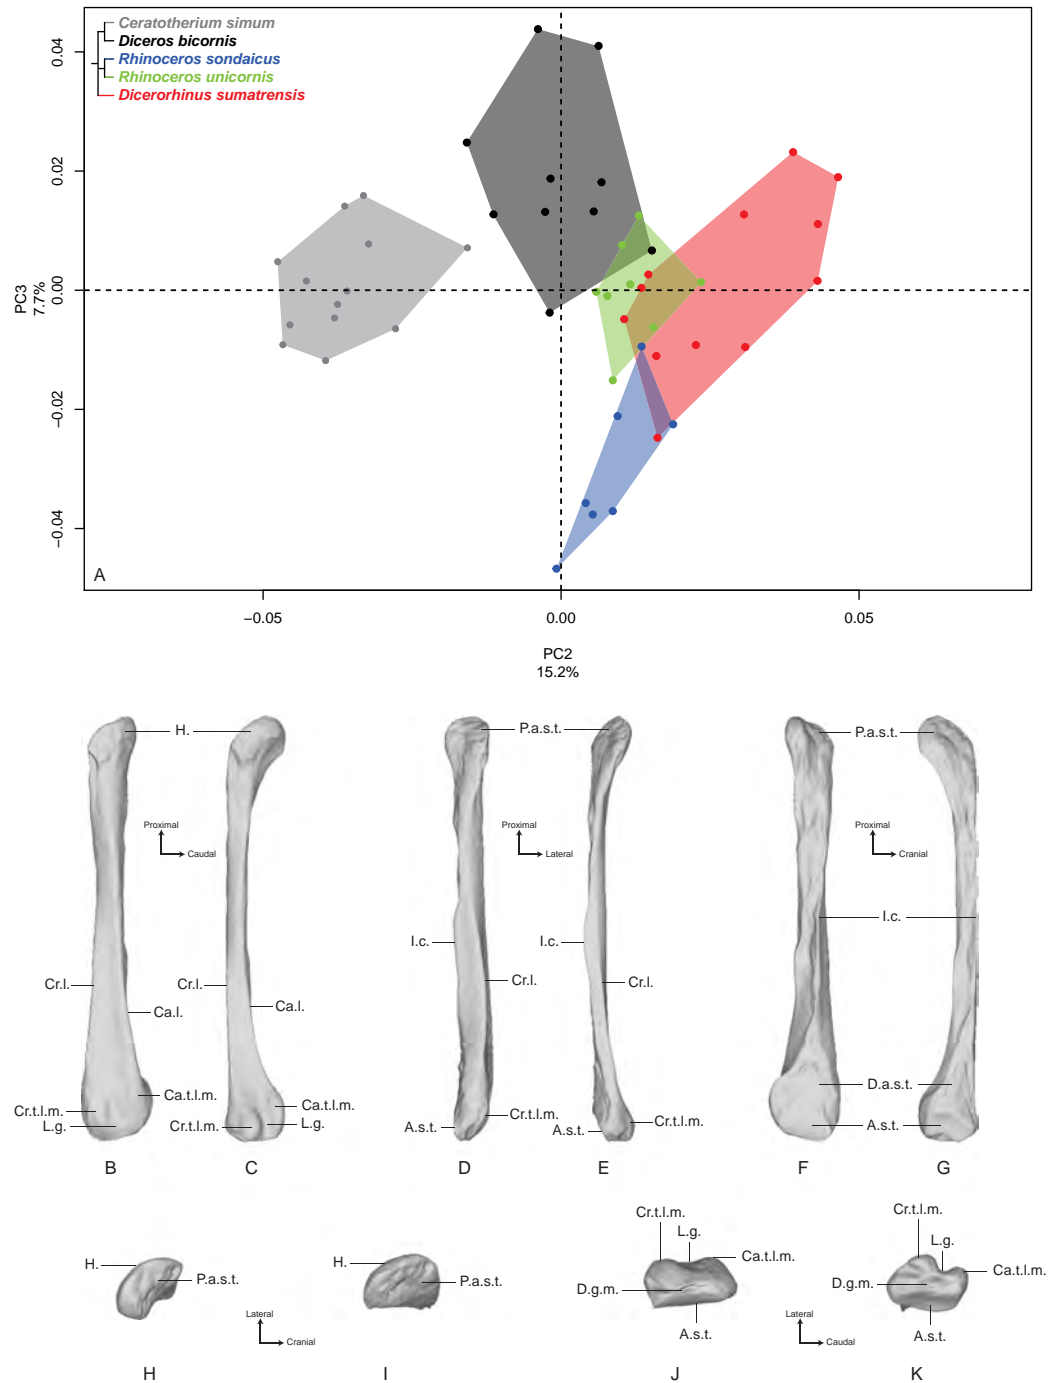 Ceratotherium simum
Diceros bicornis
Rhinoceros sondaicus
Rhinoceros unicornis
Dicerorhinus sumatrensis
0.04
0.02
0.00
−0.02
−0.04
PC3
7.7%
A
−0.05
0.00
0.05
PC2
15.2%
H.
P.a.s.t.
P.a.s.t.
Proximal
Caudal
Proximal
Lateral
Proximal
Cranial
I.c.
I.c.
I.c.
Cr.l.
Cr.l.
Cr.l.
Cr.l.
Ca.l.
Ca.l.
D.a.s.t.
Ca.t.l.m.
Ca.t.l.m.
Cr.t.l.m.
L.g.
Cr.t.l.m.
L.g.
Cr.t.l.m.
A.s.t.
Cr.t.l.m.
A.s.t.
A.s.t.
B
C
D
E
F
G
H.
P.a.s.t.
H.
P.a.s.t.
Cr.t.l.m.
L.g.
Ca.t.l.m.
D.g.m.
A.s.t.
Cr.t.l.m.
L.g.
Ca.t.l.m.
D.g.m.
A.s.t.
Lateral
Cranial
Lateral
Caudal
H
I
J
K